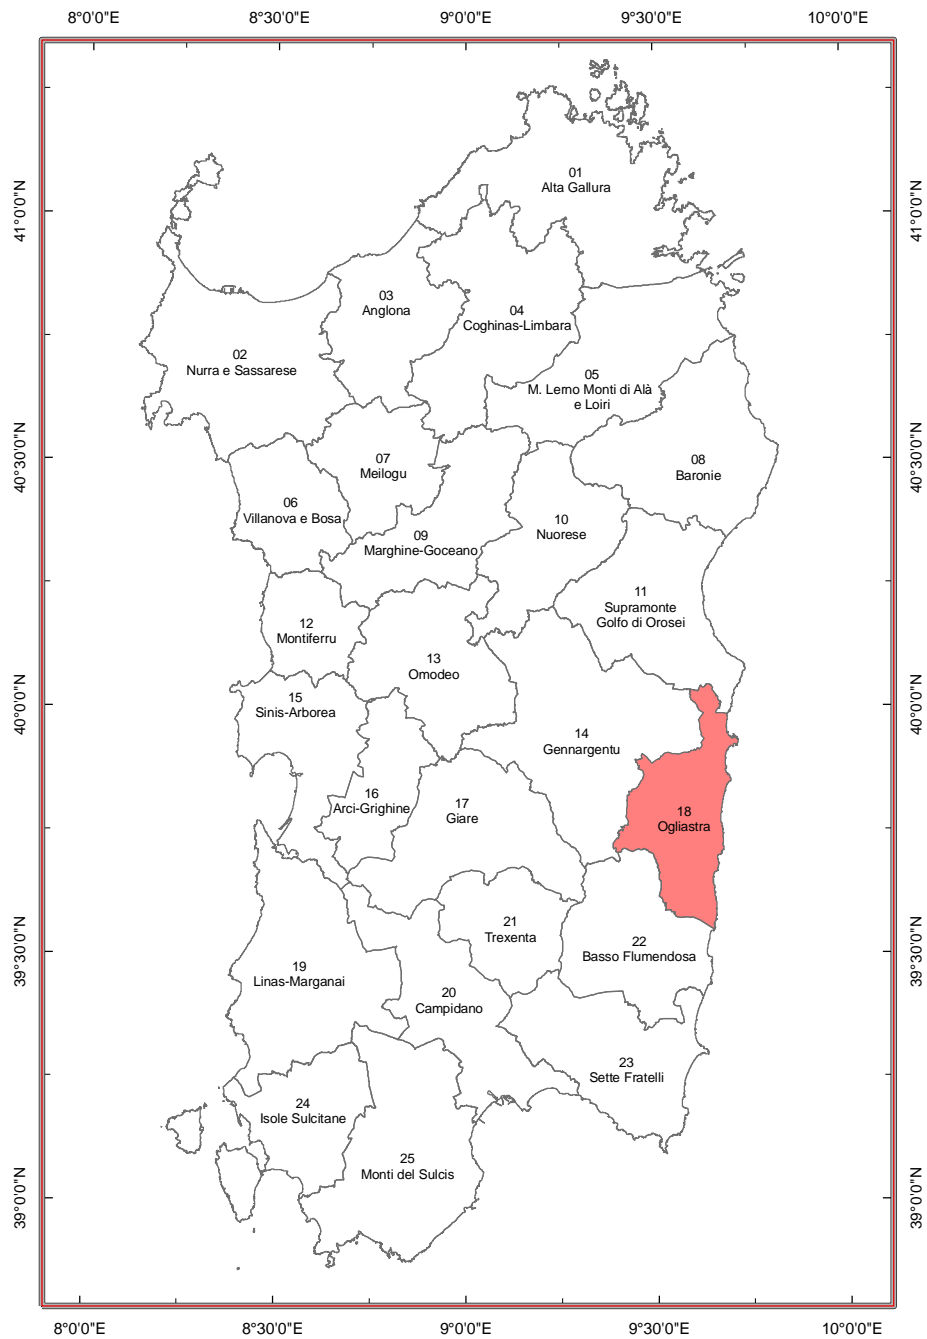 8°0'0"E
8°30'0"E
9°0'0"E
9°30'0"E
10°0'0"E
41°0'0"N
41°0'0"N
01
Alta Gallura
03
Anglona
04
Coghinas-Limbara
02
Nurra e Sassarese
05
M. Lerno Monti di Alà
e Loiri
40°30'0"N
40°30'0"N
07
Meilogu
08
Baronie
06
Villanova e Bosa
10
Nuorese
09
Marghine-Goceano
11
Supramonte
Golfo di Orosei
12
Montiferru
13
Omodeo
15
Sinis-Arborea
40°0'0"N
40°0'0"N
14
Gennargentu
16
Arci-Grighine
17
Giare
18
Ogliastra
21
Trexenta
22
Basso Flumendosa
39°30'0"N
39°30'0"N
19
Linas-Marganai
20
Campidano
23
Sette Fratelli
24
Isole Sulcitane
25
Monti del Sulcis
39°0'0"N
39°0'0"N
8°0'0"E
8°30'0"E
9°0'0"E
9°30'0"E
10°0'0"E